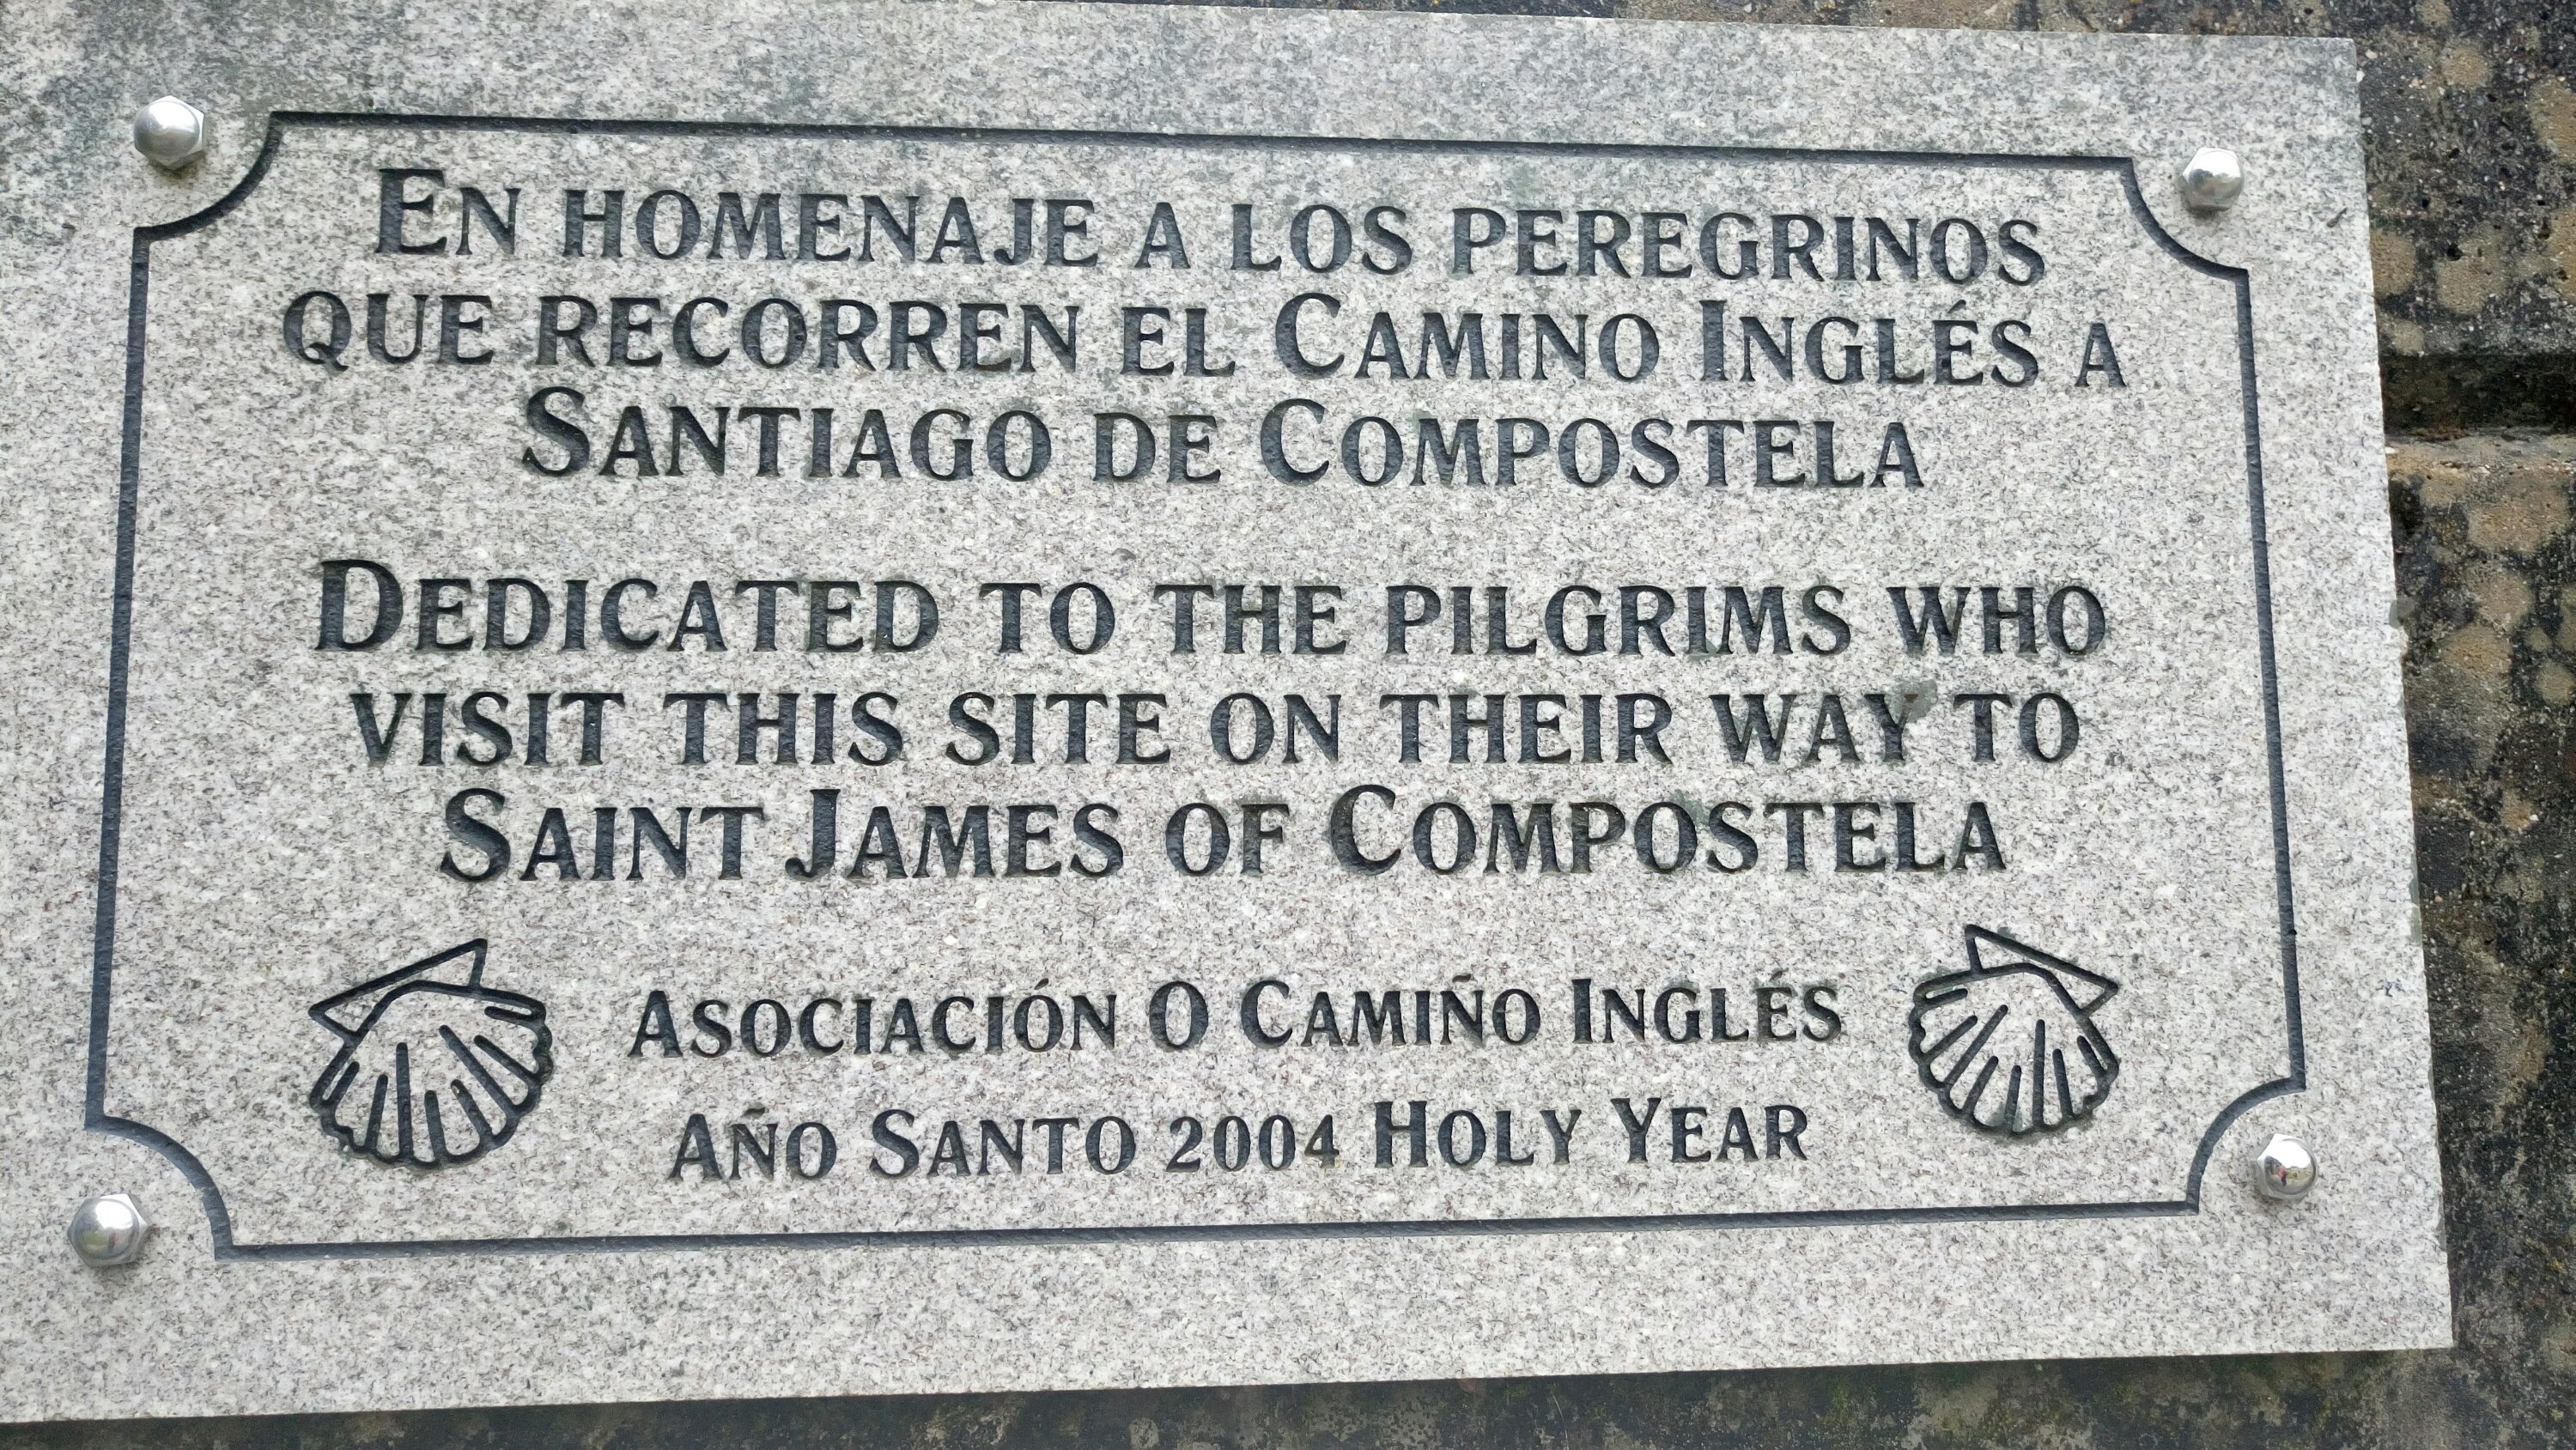 En homenaje a los peregrinos
que recorren el Camino Inglés a
Santiago de Compostela
Dedicated to the pilgrims who
visit this site on their way to
Saint James of Compostela
Asociación O Camiño Inglés
Año Santo 2004 Holy Year